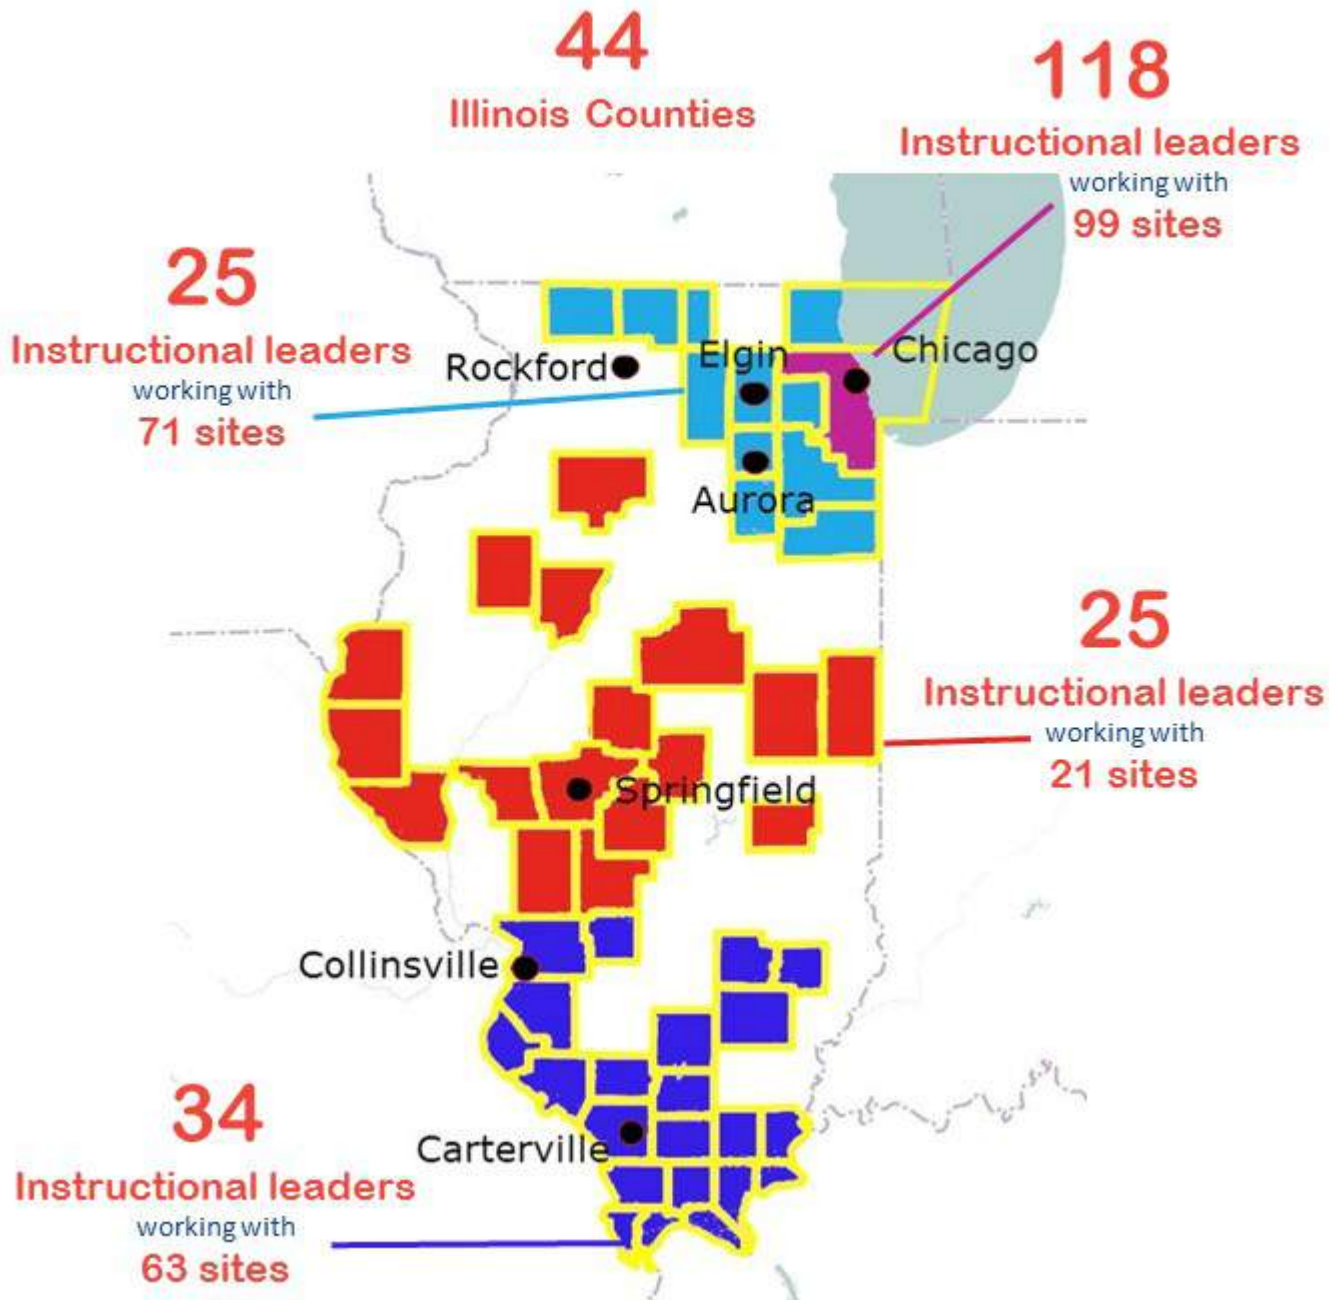 44
Illinois Counties
118
Instructional leaders
working with
99 sites
25
Instructional leaders
working with
71 sites
Rockford
Elgin
Chicago
Aurora
25
Instructional leaders
working with
21 sites
Springfield
Collinsville
34
Instructional leaders
working with
63 sites
Carterville